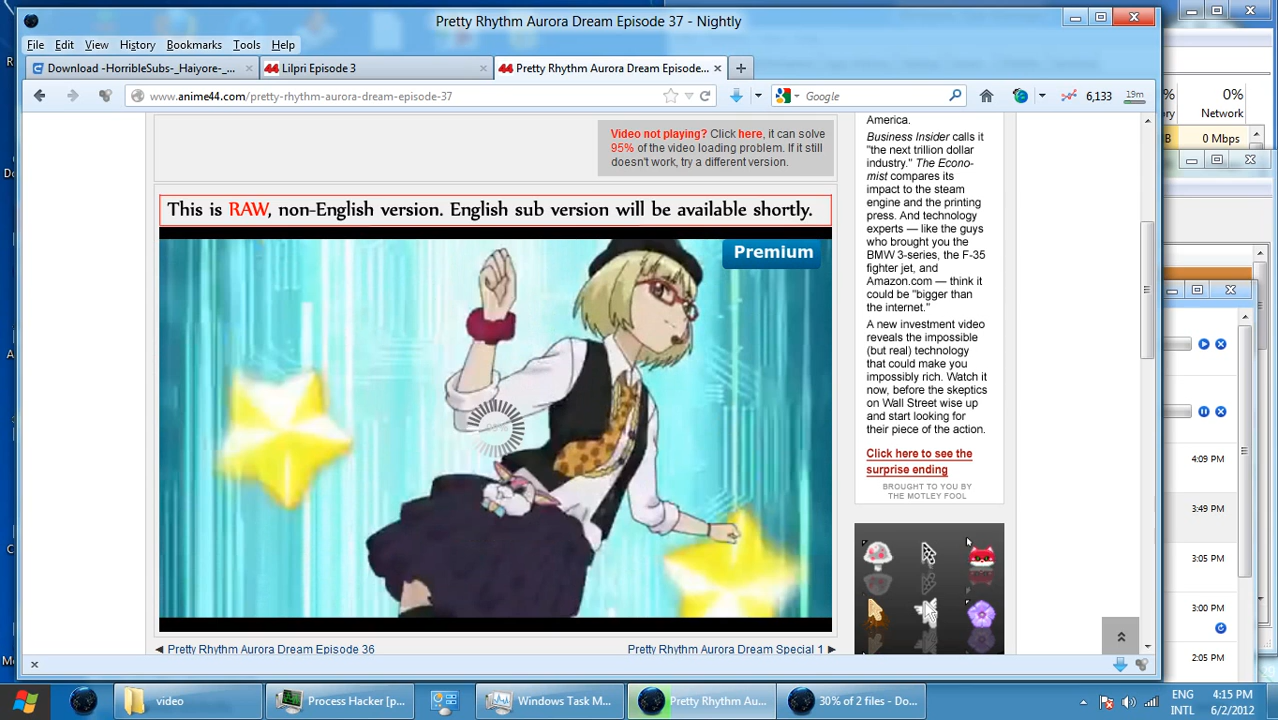 Pretty Rhythm Aurora Dream Episode 37 - Nightly
File Edit View History Bookmarks Tools Help
Download -HorribleSubs-_Haiyore-_...
Lilpri Episode 3
Pretty Rhythm Aurora Dream Episode...
www.anime44.com/pretty-rhythm-aurora-dream-episode-37
Google
6,133
19m
0%
Network
0 Mbps
Video not playing? Click here, it can solve
95% of the video loading problem. If it still
doesn't work, try a different version.
This is RAW, non-English version. English sub version will be available shortly.
Premium
Pretty Rhythm Aurora Dream Episode 36
Pretty Rhythm Aurora Dream Special 1
America.
Business Insider calls it
"the next trillion dollar
industry." The Econo-
mist compares its
impact to the steam
engine and the printing
press. And technology
experts — like the guys
who brought you the
BMW 3-series, the F-35
fighter jet, and
Amazon.com — think it
could be "bigger than
the internet."
A new investment video
reveals the impossible
(but real) technology
that could make you
impossibly rich. Watch it
now, before the skeptics
on Wall Street wise up
and start looking for
their piece of the action.
Click here to see the
surprise ending
BROUGHT TO YOU BY
THE MOTLEY FOOL
4:09 PM
3:49 PM
3:05 PM
3:00 PM
2:05 PM
video
Process Hacker [p...
Windows Task M...
Pretty Rhythm Au...
30% of 2 files - Do...
ENG
INTL
4:15 PM
6/2/2012